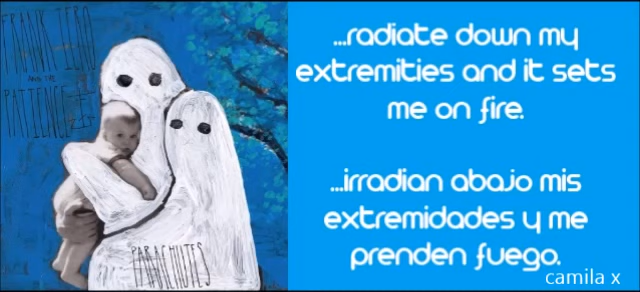 FRANK IERO
AND THE
PATIENCE
PARACHUTES
...radiate down my
extremities and it sets
me on fire.
...irradian abajo mis
extremidades y me
prenden fuego.
camila x